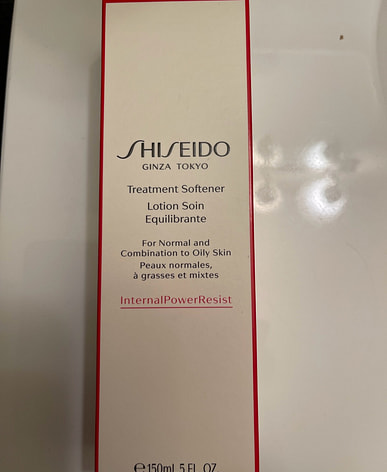 SHISEIDO
GINZA TOKYO
Treatment Softener
Lotion Soin
Equilibrante
For Normal and
Combination to Oily Skin
Peaux normales,
à grasses et mixtes
InternalPowerResist
℮150mL 5 FL. OZ.